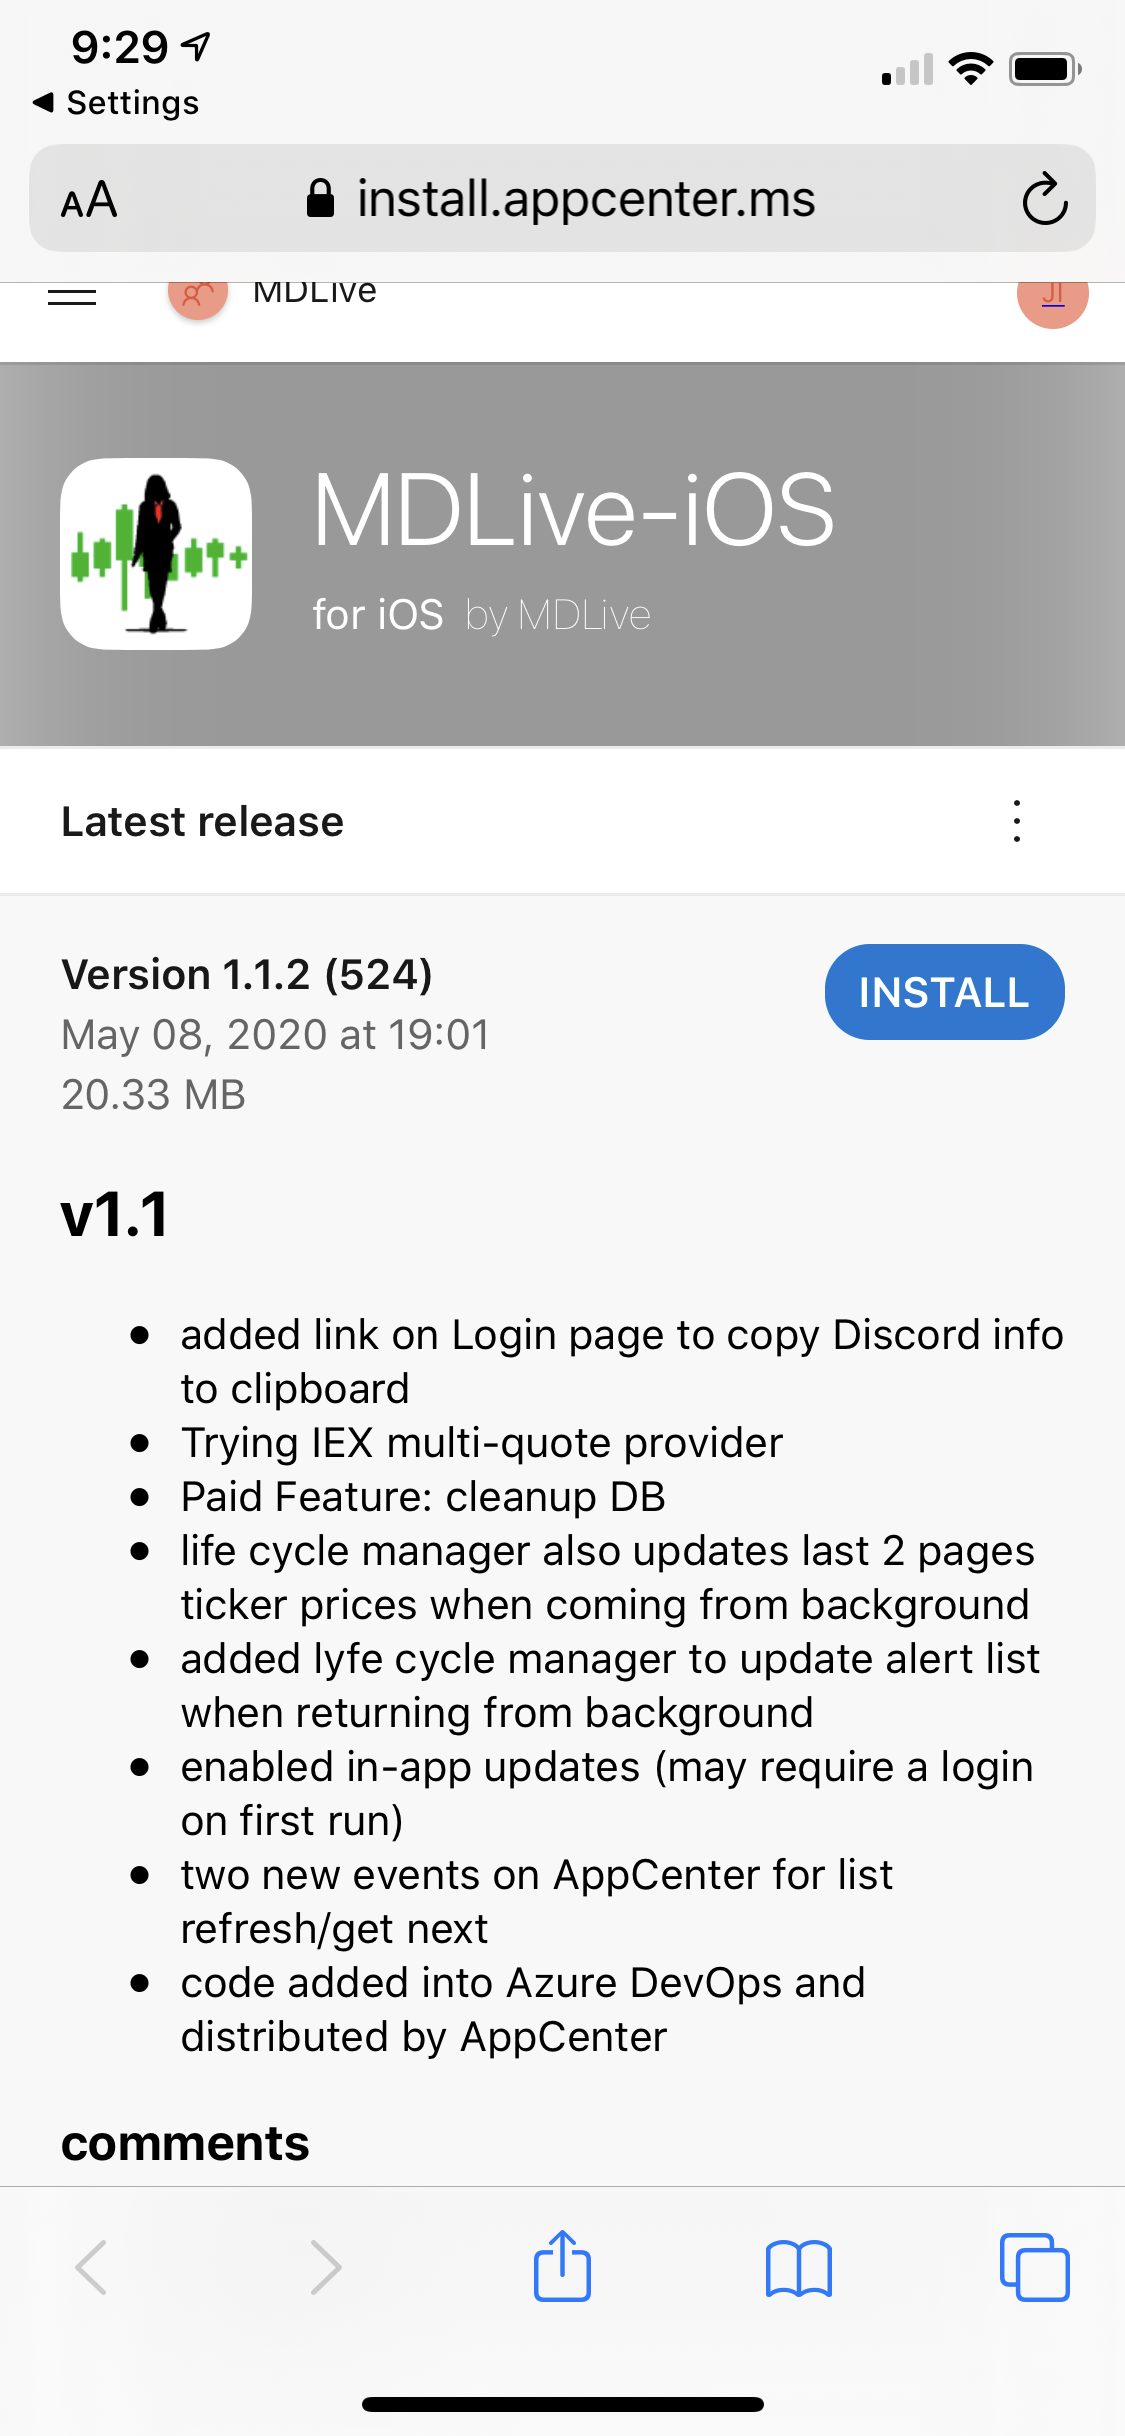 9:29
Settings
AA
install.appcenter.ms
MDLive
JI
MDLive-iOS
for iOS by MDLive
Latest release
Version 1.1.2 (524)
INSTALL
May 08, 2020 at 19:01
20.33 MB
v1.1
added link on Login page to copy Discord info
to clipboard
Trying IEX multi-quote provider
Paid Feature: cleanup DB
life cycle manager also updates last 2 pages
ticker prices when coming from background
added lyfe cycle manager to update alert list
when returning from background
enabled in-app updates (may require a login
on first run)
two new events on AppCenter for list
refresh/get next
code added into Azure DevOps and
distributed by AppCenter
comments